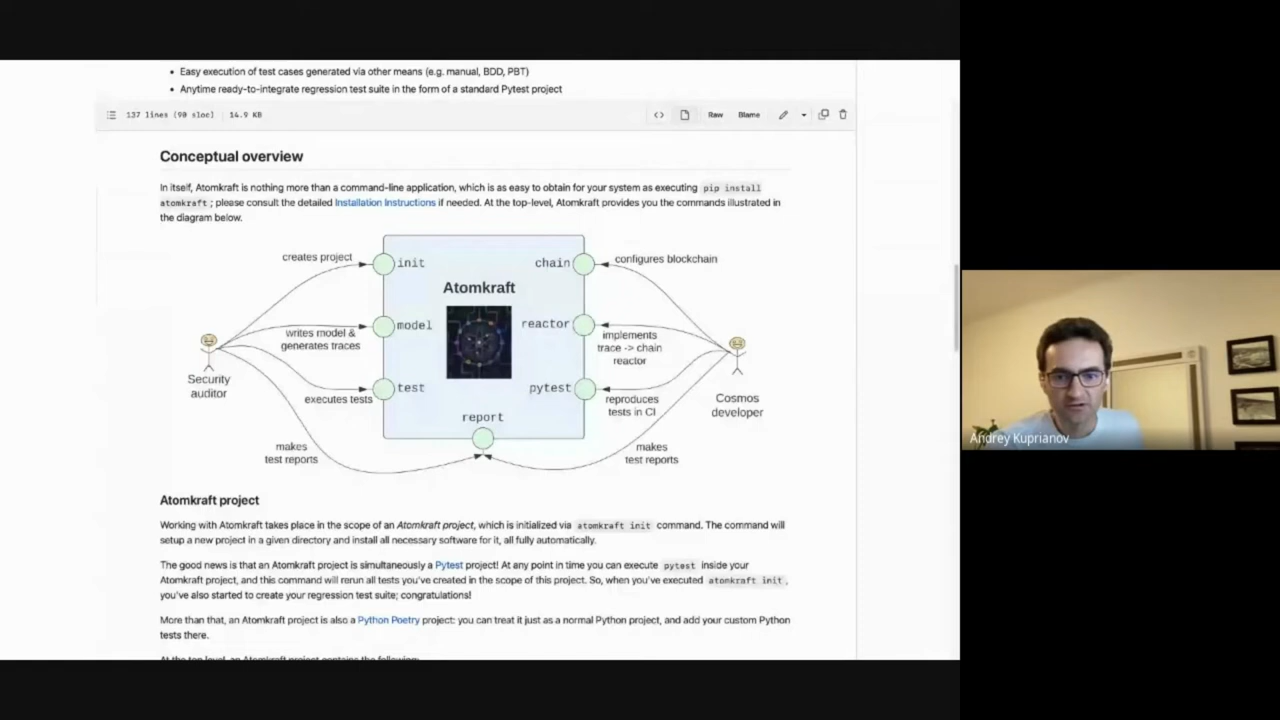 Easy execution of test cases generated via other means (e.g. manual, BDD, PBT)
Anytime ready-to-integrate regression test suite in the form of a standard Pytest project
137 lines (90 sloc) | 14.9 KB
<> Raw Blame
Conceptual overview
In itself, Atomkraft is nothing more than a command-line application, which is as easy to obtain for your system as executing pip install
atomkraft ; please consult the detailed Installation Instructions if needed. At the top-level, Atomkraft provides you the commands illustrated in
the diagram below.
creates project
init
chain
configures blockchain
Atomkraft
writes model &
generates traces
model
reactor
implements
trace -> chain
reactor
Security
auditor
executes tests
test
pytest
reproduces
tests in CI
Cosmos
developer
report
makes
test reports
makes
test reports
Andrey Kuprianov
Atomkraft project
Working with Atomkraft takes place in the scope of an Atomkraft project, which is initialized via atomkraft init command. The command will
setup a new project in a given directory and install all necessary software for it, all fully automatically.
The good news is that an Atomkraft project is simultaneously a Pytest project! At any point in time you can execute pytest inside your
Atomkraft project, and this command will rerun all tests you've created in the scope of this project. So, when you've executed atomkraft init ,
you've also started to create your regression test suite; congratulations!
More than that, an Atomkraft project is also a Python Poetry project: you can treat it just as a normal Python project, and add your custom Python
tests there.
At the top level, an Atomkraft project contains the following: